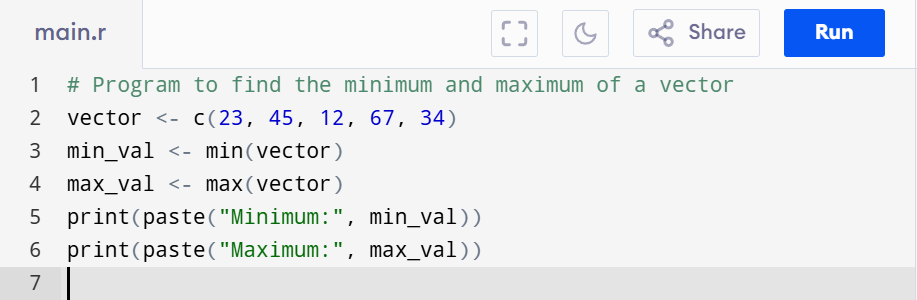 main.r
Share
Run
1 # Program to find the minimum and maximum of a vector
2 vector <- c(23, 45, 12, 67, 34)
3 min_val <- min(vector)
4 max_val <- max(vector)
5 print(paste("Minimum:", min_val))
6 print(paste("Maximum:", max_val))
7